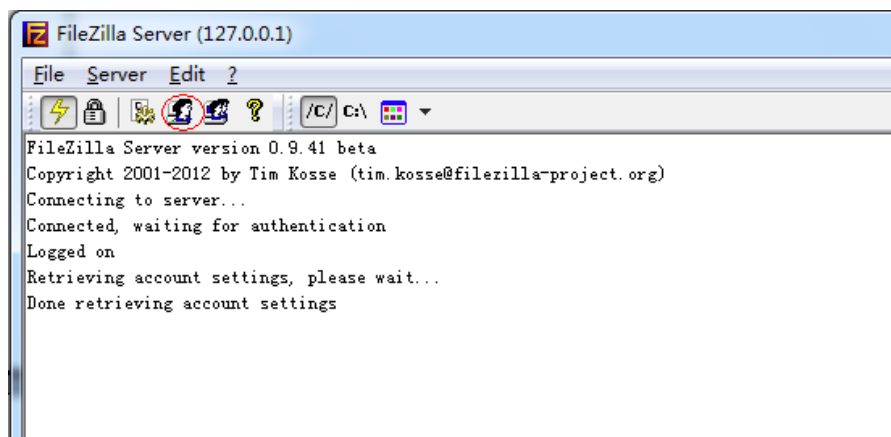 FileZilla Server (127.0.0.1)
File Server Edit ?
/C/ C:\
FileZilla Server version 0.9.41 beta
Copyright 2001-2012 by Tim Kosse (tim.kosse@filezilla-project.org)
Connecting to server...
Connected, waiting for authentication
Logged on
Retrieving account settings, please wait...
Done retrieving account settings